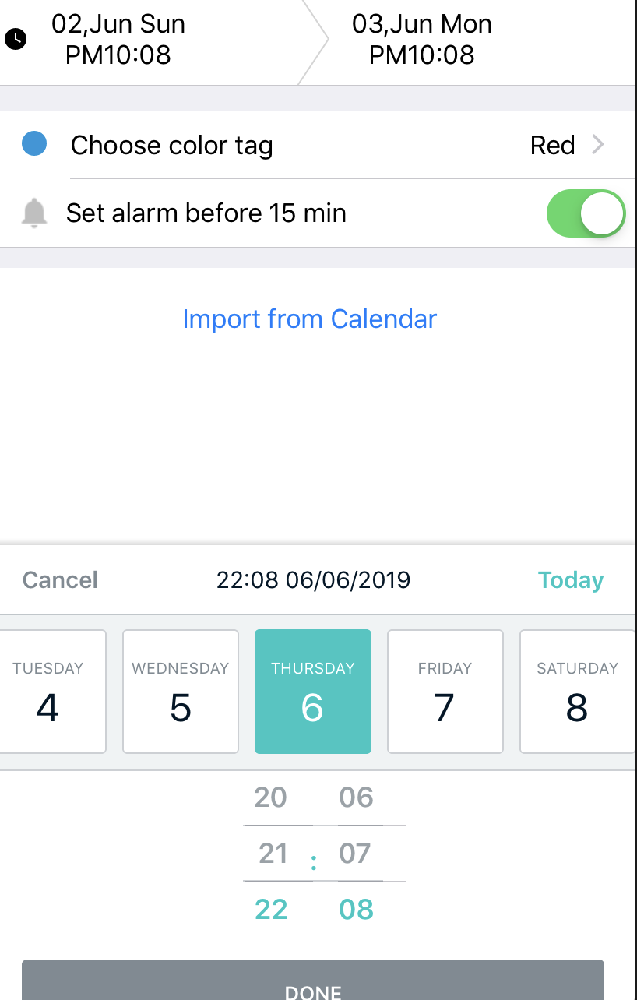 02,Jun Sun
PM10:08
03,Jun Mon
PM10:08
Choose color tag
Red
Set alarm before 15 min
Import from Calendar
Cancel
22:08 06/06/2019
Today
TUESDAY
4
WEDNESDAY
5
THURSDAY
6
FRIDAY
7
SATURDAY
8
20 06
21 : 07
22 08
DONE